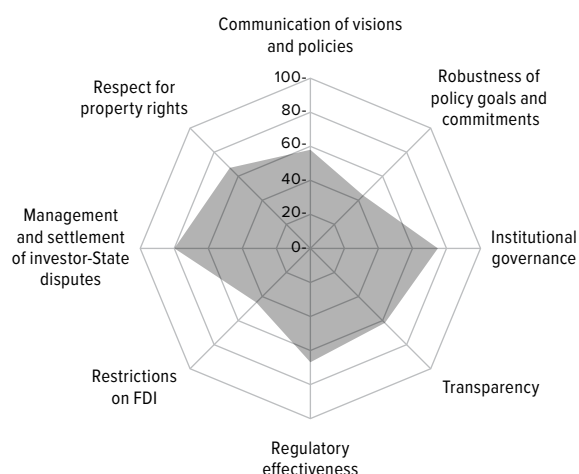 Communication of visions
and policies
Robustness of
policy goals and
commitments
Institutional
governance
Transparency
Regulatory
effectiveness
Restrictions
on FDI
Management
and settlement
of investor-State
disputes
Respect for
property rights
100-
80-
60-
40-
20-
0-